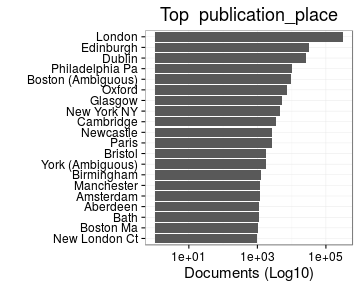 Top publication_place
London
Edinburgh
Dublin
Philadelphia Pa
Boston (Ambiguous)
Oxford
Glasgow
New York NY
Cambridge
Newcastle
Paris
Bristol
York (Ambiguous)
Birmingham
Manchester
Amsterdam
Aberdeen
Bath
Boston Ma
New London Ct
1e+01 1e+03 1e+05
Documents (Log10)